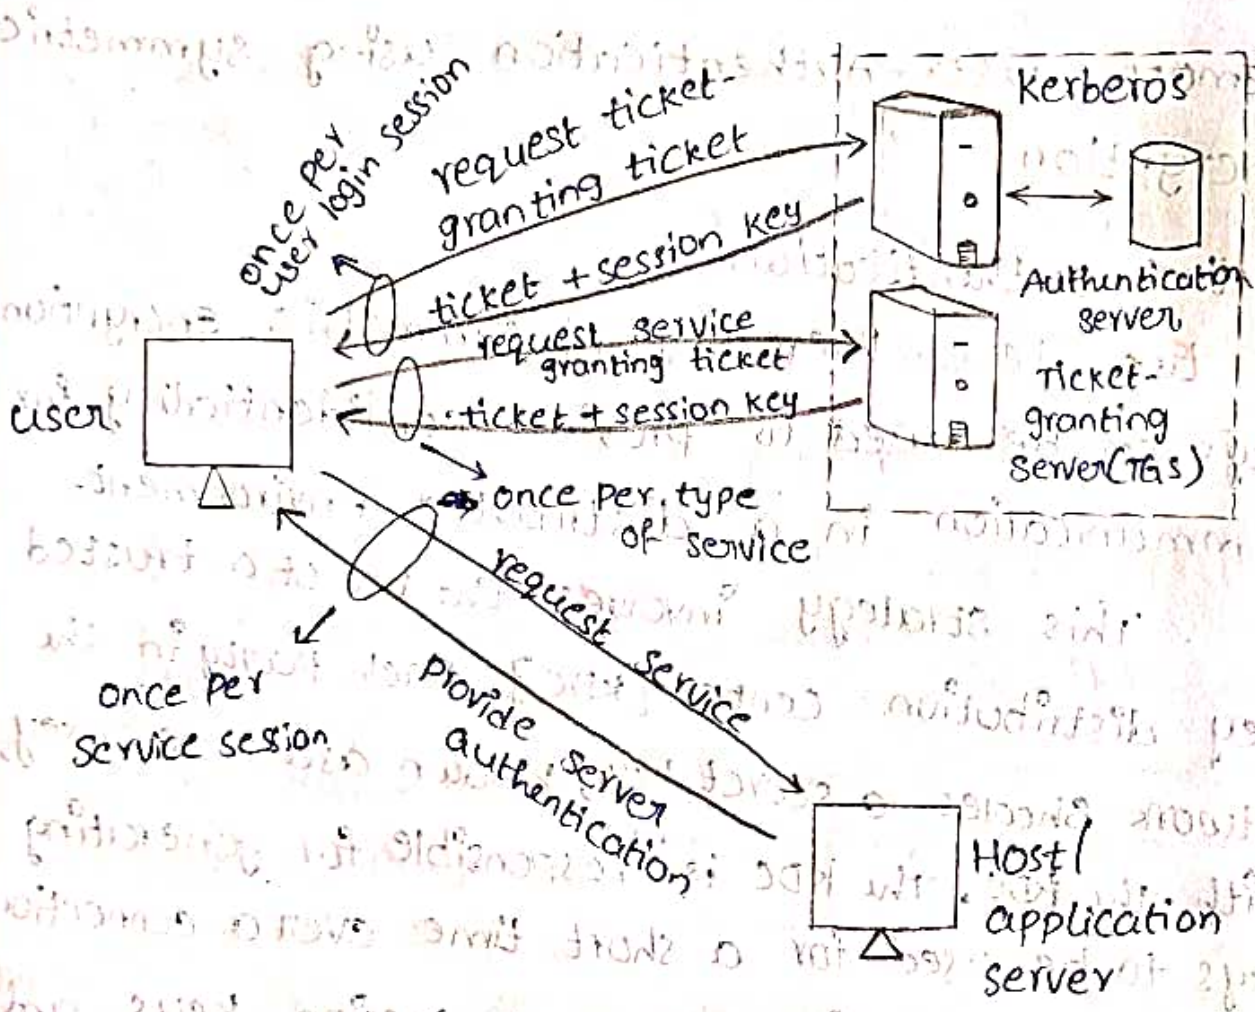 Kerberos
once per
user login session
request ticket-
granting ticket
ticket + session key
Authentication
server
request service
granting ticket
ticket + session key
Ticket-
granting
server(TGS)
user
once per type
of service
request service
provide server
authentication
once per
service session
Host/
application
server